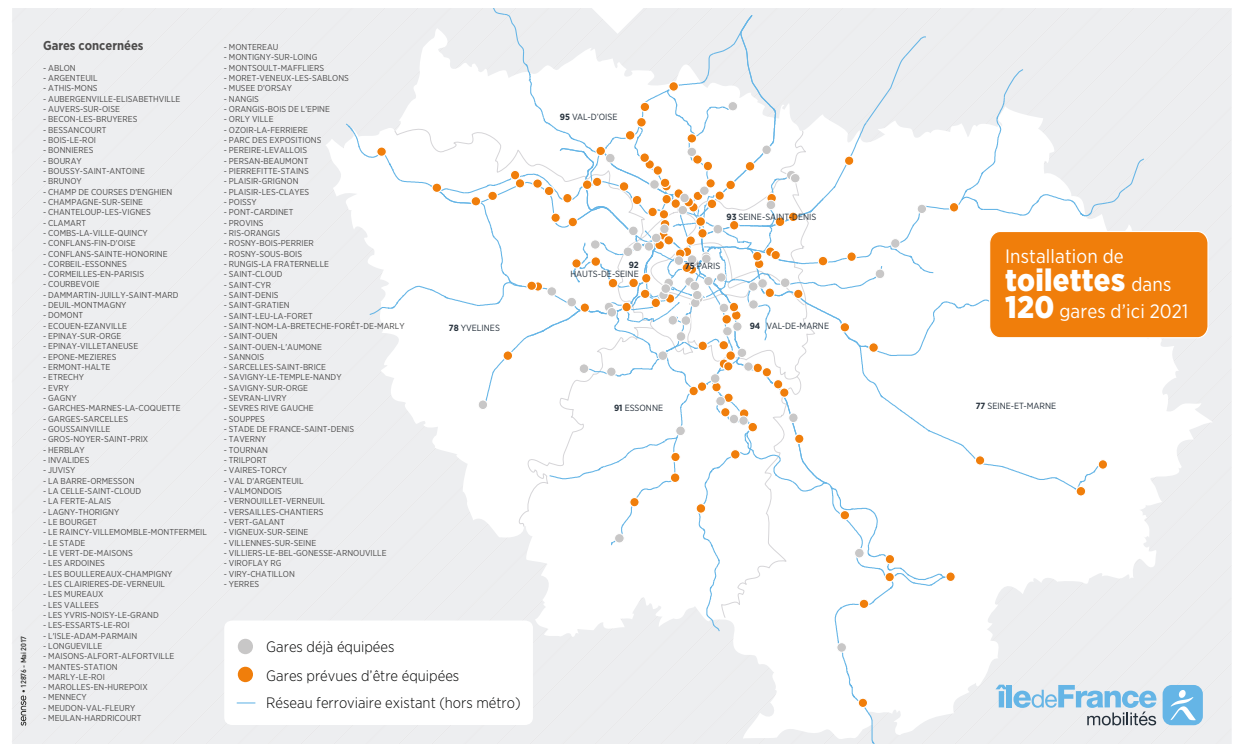 Gares concernées
- ABLON
- ARGENTEUIL
- ATHIS-MONS
- AUBERGENVILLE-ELISABETHVILLE
- AUVERS-SUR-OISE
- BECON-LES-BRUYERES
- BESSANCOURT
- BOIS-LE-ROI
- BONNIERES
- BOURAY
- BOUSSY-SAINT-ANTOINE
- BRUNOY
- CHAMP DE COURSES D'ENGHIEN
- CHAMPAGNE-SUR-SEINE
- CHANTELOUP-LES-VIGNES
- CLAMART
- COMBS-LA-VILLE-QUINCY
- CONFLANS-FIN-D'OISE
- CONFLANS-SAINTE-HONORINE
- CORBEIL-ESSONNES
- CORMEILLES-EN-PARISIS
- COURBEVOIE
- DAMMARTIN-JUILLY-SAINT-MARD
- DEUIL-MONTMAGNY
- DOMONT
- ECOUEN-EZANVILLE
- EPINAY-SUR-ORGE
- EPINAY-VILLETANEUSE
- EPONE-MEZIERES
- ERMONT-HALTE
- ETRECHY
- EVRY
- GAGNY
- GARCHES-MARNES-LA-COQUETTE
- GARGES-SARCELLES
- GOUSSAINVILLE
- GROS-NOYER-SAINT-PRIX
- HERBLAY
- INVALIDES
- JUVISY
- LA BARRE-ORMESSON
- LA CELLE-SAINT-CLOUD
- LA FERTE-ALAIS
- LAGNY-THORIGNY
- LE BOURGET
- LE RAINCY-VILLEMOMBLE-MONTFERMEIL
- LE STADE
- LE VERT-DE-MAISONS
- LES ARDOINES
- LES BOULLEREAUX-CHAMPIGNY
- LES CLAIRIERES-DE-VERNEUIL
- LES MUREAUX
- LES VALLEES
- LES YVRIS-NOISY-LE-GRAND
- LES-ESSARTS-LE-ROI
- L'ISLE-ADAM-PARMAIN
- LONGUEVILLE
- MAISONS-ALFORT-ALFORTVILLE
- MANTES-STATION
- MARLY-LE-ROI
- MAROLLES-EN-HUREPOIX
- MENNECY
- MEUDON-VAL-FLEURY
- MEULAN-HARDRICOURT
- MONTEREAU
- MONTIGNY-SUR-LOING
- MONTSOULT-MAFFLIERS
- MORET-VENEUX-LES-SABLONS
- MUSEE D'ORSAY
- NANGIS
- ORANGIS-BOIS DE L'EPINE
- ORLY VILLE
- OZOIR-LA-FERRIERE
- PARC DES EXPOSITIONS
- PEREIRE-LEVALLOIS
- PERSAN-BEAUMONT
- PIERREFITTE-STAINS
- PLAISIR-GRIGNON
- PLAISIR-LES-CLAYES
- POISSY
- PONT-CARDINET
- PROVINS
- RIS-ORANGIS
- ROSNY-BOIS-PERRIER
- ROSNY-SOUS-BOIS
- RUNGIS-LA FRATERNELLE
- SAINT-CLOUD
- SAINT-CYR
- SAINT-DENIS
- SAINT-GRATIEN
- SAINT-LEU-LA-FORET
- SAINT-NOM-LA-BRETECHE-FORÊT-DE-MARLY
- SAINT-OUEN
- SAINT-OUEN-L'AUMONE
- SANNOIS
- SARCELLES-SAINT-BRICE
- SAVIGNY-LE-TEMPLE-NANDY
- SAVIGNY-SUR-ORGE
- SEVRAN-LIVRY
- SEVRES RIVE GAUCHE
- SOUPPES
- STADE DE FRANCE-SAINT-DENIS
- TAVERNY
- TOURNAN
- TRILPORT
- VAIRES-TORCY
- VAL D'ARGENTEUIL
- VALMONDOIS
- VERNOUILLET-VERNEUIL
- VERSAILLES-CHANTIERS
- VERT-GALANT
- VIGNEUX-SUR-SEINE
- VILLENNES-SUR-SEINE
- VILLIERS-LE-BEL-GONESSE-ARNOUVILLE
- VIROFLAY RG
- VIRY-CHATILLON
- YERRES
95 VAL-D'OISE
93 SEINE-SAINT-DENIS
92
HAUTS-DE-SEINE
75 PARIS
78 YVELINES
94 VAL-DE-MARNE
91 ESSONNE
77 SEINE-ET-MARNE
Installation de
toilettes dans
120 gares d'ici 2021
Gares déjà équipées
Gares prévues d'être équipées
Réseau ferroviaire existant (hors métro)
sennse • 12876 - Mai 2017
îledeFrance
mobilités